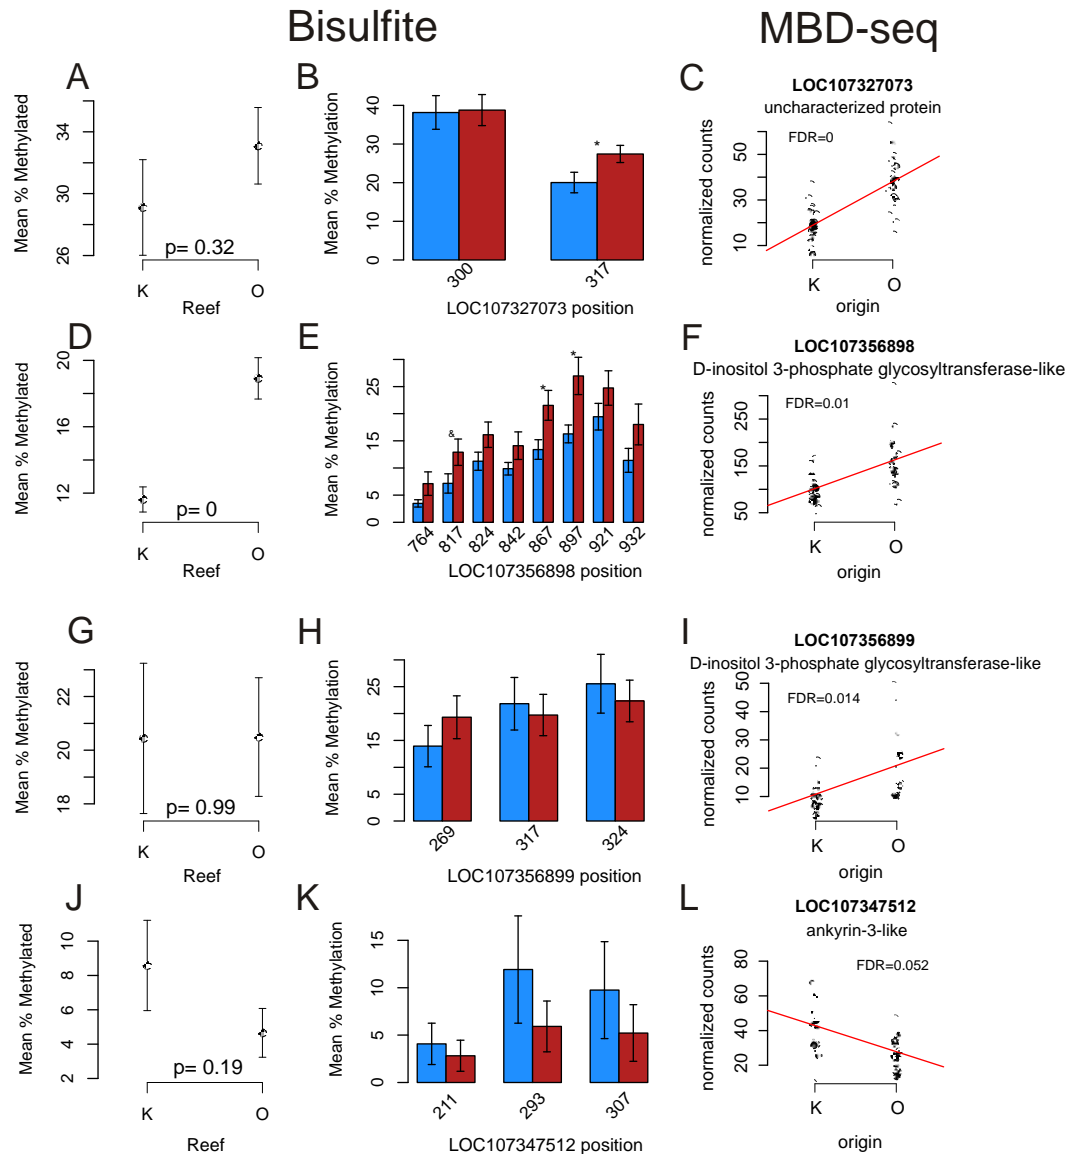 Bisulfite
MBD-seq
A
Mean % Methylated
34
29
26
p= 0.32
K
O
Reef
B
Mean % Methylation
40
30
20
10
0
*
300
317
LOC107327073 position
C
LOC107327073
uncharacterized protein
normalized counts
50
30
10
FDR=0
K
O
origin
D
Mean % Methylated
20
18
16
14
12
p= 0
K
O
Reef
E
Mean % Methylation
25
15
5
0
&
*
*
764
817
824
842
867
897
921
932
LOC107356898 position
F
LOC107356898
D-inositol 3-phosphate glycosyltransferase-like
normalized counts
250
150
50
FDR=0.01
K
O
origin
G
Mean % Methylated
22
21
20
18
p= 0.99
K
O
Reef
H
Mean % Methylation
25
15
5
0
269
317
324
LOC107356899 position
I
LOC107356899
D-inositol 3-phosphate glycosyltransferase-like
normalized counts
50
40
30
20
10
FDR=0.014
K
O
origin
J
Mean % Methylated
10
8
6
4
2
p= 0.19
K
O
Reef
K
Mean % Methylation
15
10
5
0
211
293
307
LOC107347512 position
L
LOC107347512
ankyrin-3-like
normalized counts
80
60
40
20
FDR=0.052
K
O
origin